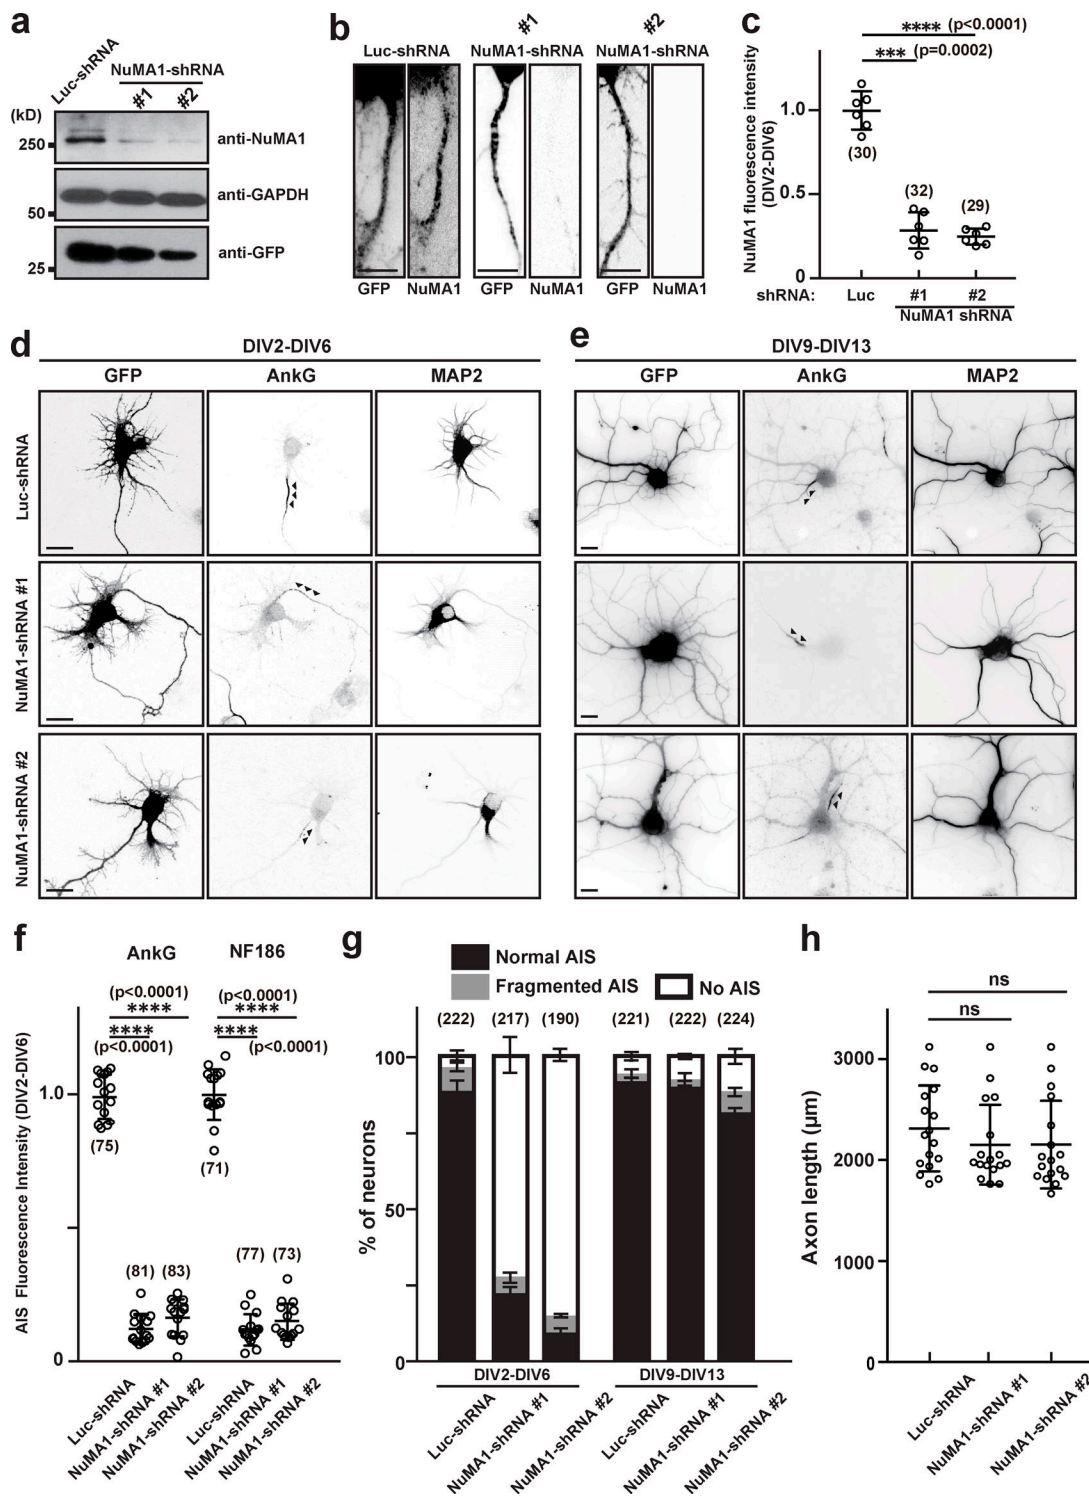 a
Luc-shRNA
NuMA1-shRNA
#1 #2
(kD)
250
anti-NuMA1
anti-GAPDH
50
anti-GFP
25
b
#1 #2
Luc-shRNA NuMA1-shRNA NuMA1-shRNA
GFP NuMA1 GFP NuMA1 GFP NuMA1
c
**** (p<0.0001)
*** (p=0.0002)
NuMA1 fluorescence intensity
(DIV2-DIV6)
1.0
0.5
0
(30)
(32)
(29)
shRNA: Luc #1 #2
NuMA1 shRNA
d
DIV2-DIV6
GFP AnkG MAP2
Luc-shRNA
NuMA1-shRNA #1
NuMA1-shRNA #2
e
DIV9-DIV13
GFP AnkG MAP2
f
AnkG NF186
(p<0.0001) (p<0.0001)
**** ****
**** ****
(p<0.0001) (p<0.0001)
AIS Fluorescence Intensity (DIV2-DIV6)
1.0
0
(75)
(71)
(81) (83)
(77) (73)
Luc-shRNA
NuMA1-shRNA #1
NuMA1-shRNA #2
Luc-shRNA
NuMA1-shRNA #1
NuMA1-shRNA #2
g
Normal AIS
Fragmented AIS
No AIS
(222) (217) (190) (221) (222) (224)
% of neurons
100
50
0
DIV2-DIV6 DIV9-DIV13
Luc-shRNA
NuMA1-shRNA #1
NuMA1-shRNA #2
Luc-shRNA
NuMA1-shRNA #1
NuMA1-shRNA #2
h
ns
ns
Axon length (μm)
3000
2000
1000
0
Luc-shRNA
NuMA1-shRNA #1
NuMA1-shRNA #2